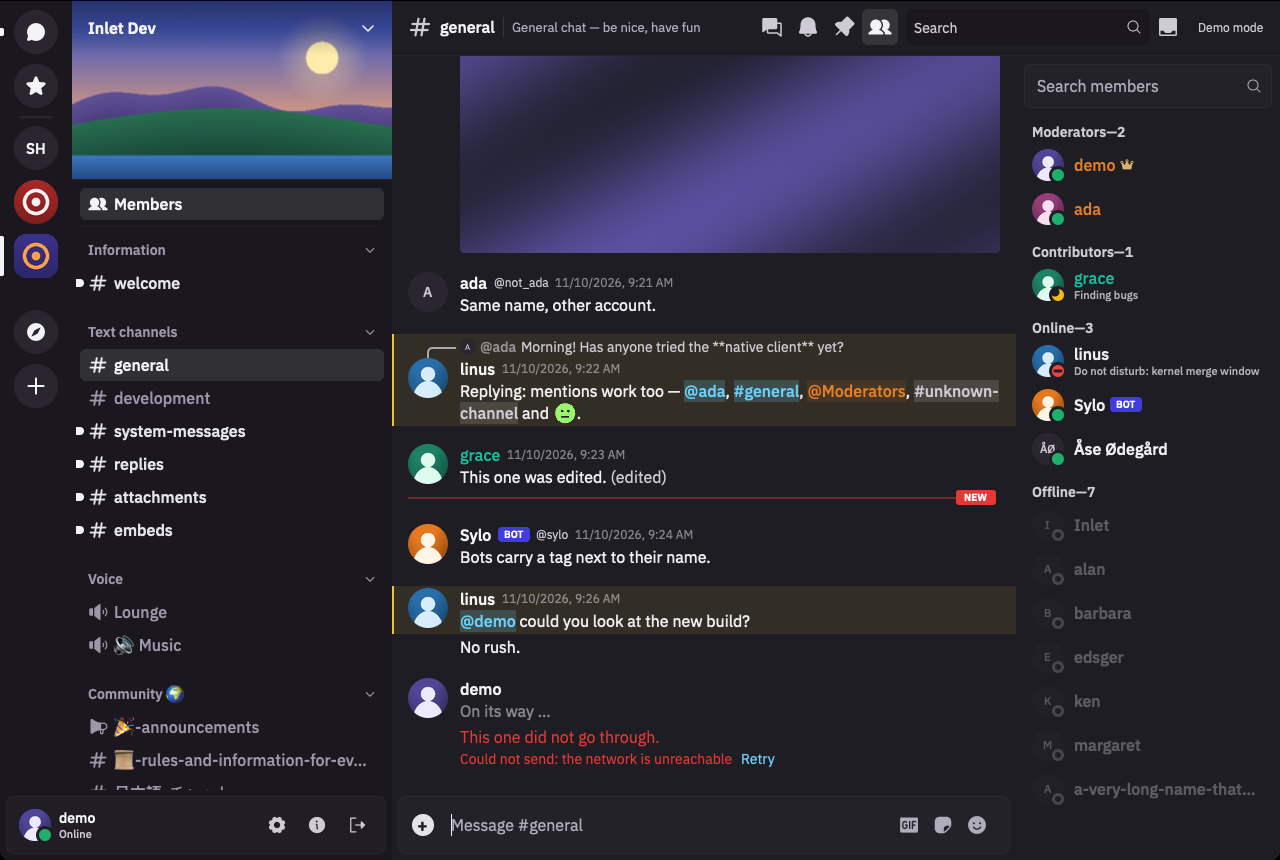 SH
Inlet Dev
Members
Information
welcome
Text channels
general
development
system-messages
replies
attachments
embeds
Voice
Lounge
Music
Community
-announcements
-rules-and-information-for-ev...
demo
Online
general
General chat — be nice, have fun
Search
Demo mode
A
ada @not_ada 11/10/2026, 9:21 AM
Same name, other account.
A @ada Morning! Has anyone tried the **native client** yet?
linus 11/10/2026, 9:22 AM
Replying: mentions work too — @ada, #general, @Moderators, #unknown-
channel and .
grace 11/10/2026, 9:23 AM
This one was edited. (edited)
NEW
Sylo BOT @sylo 11/10/2026, 9:24 AM
Bots carry a tag next to their name.
linus 11/10/2026, 9:26 AM
@demo could you look at the new build?
No rush.
demo
On its way ...
This one did not go through.
Could not send: the network is unreachable Retry
Message #general
GIF
Search members
Moderators—2
demo
ada
Contributors—1
grace
Finding bugs
Online—3
linus
Do not disturb: kernel merge window
Sylo BOT
ÅØ Åse Ødegård
Offline—7
I Inlet
A alan
B barbara
E edsger
K ken
M margaret
A a-very-long-name-that...